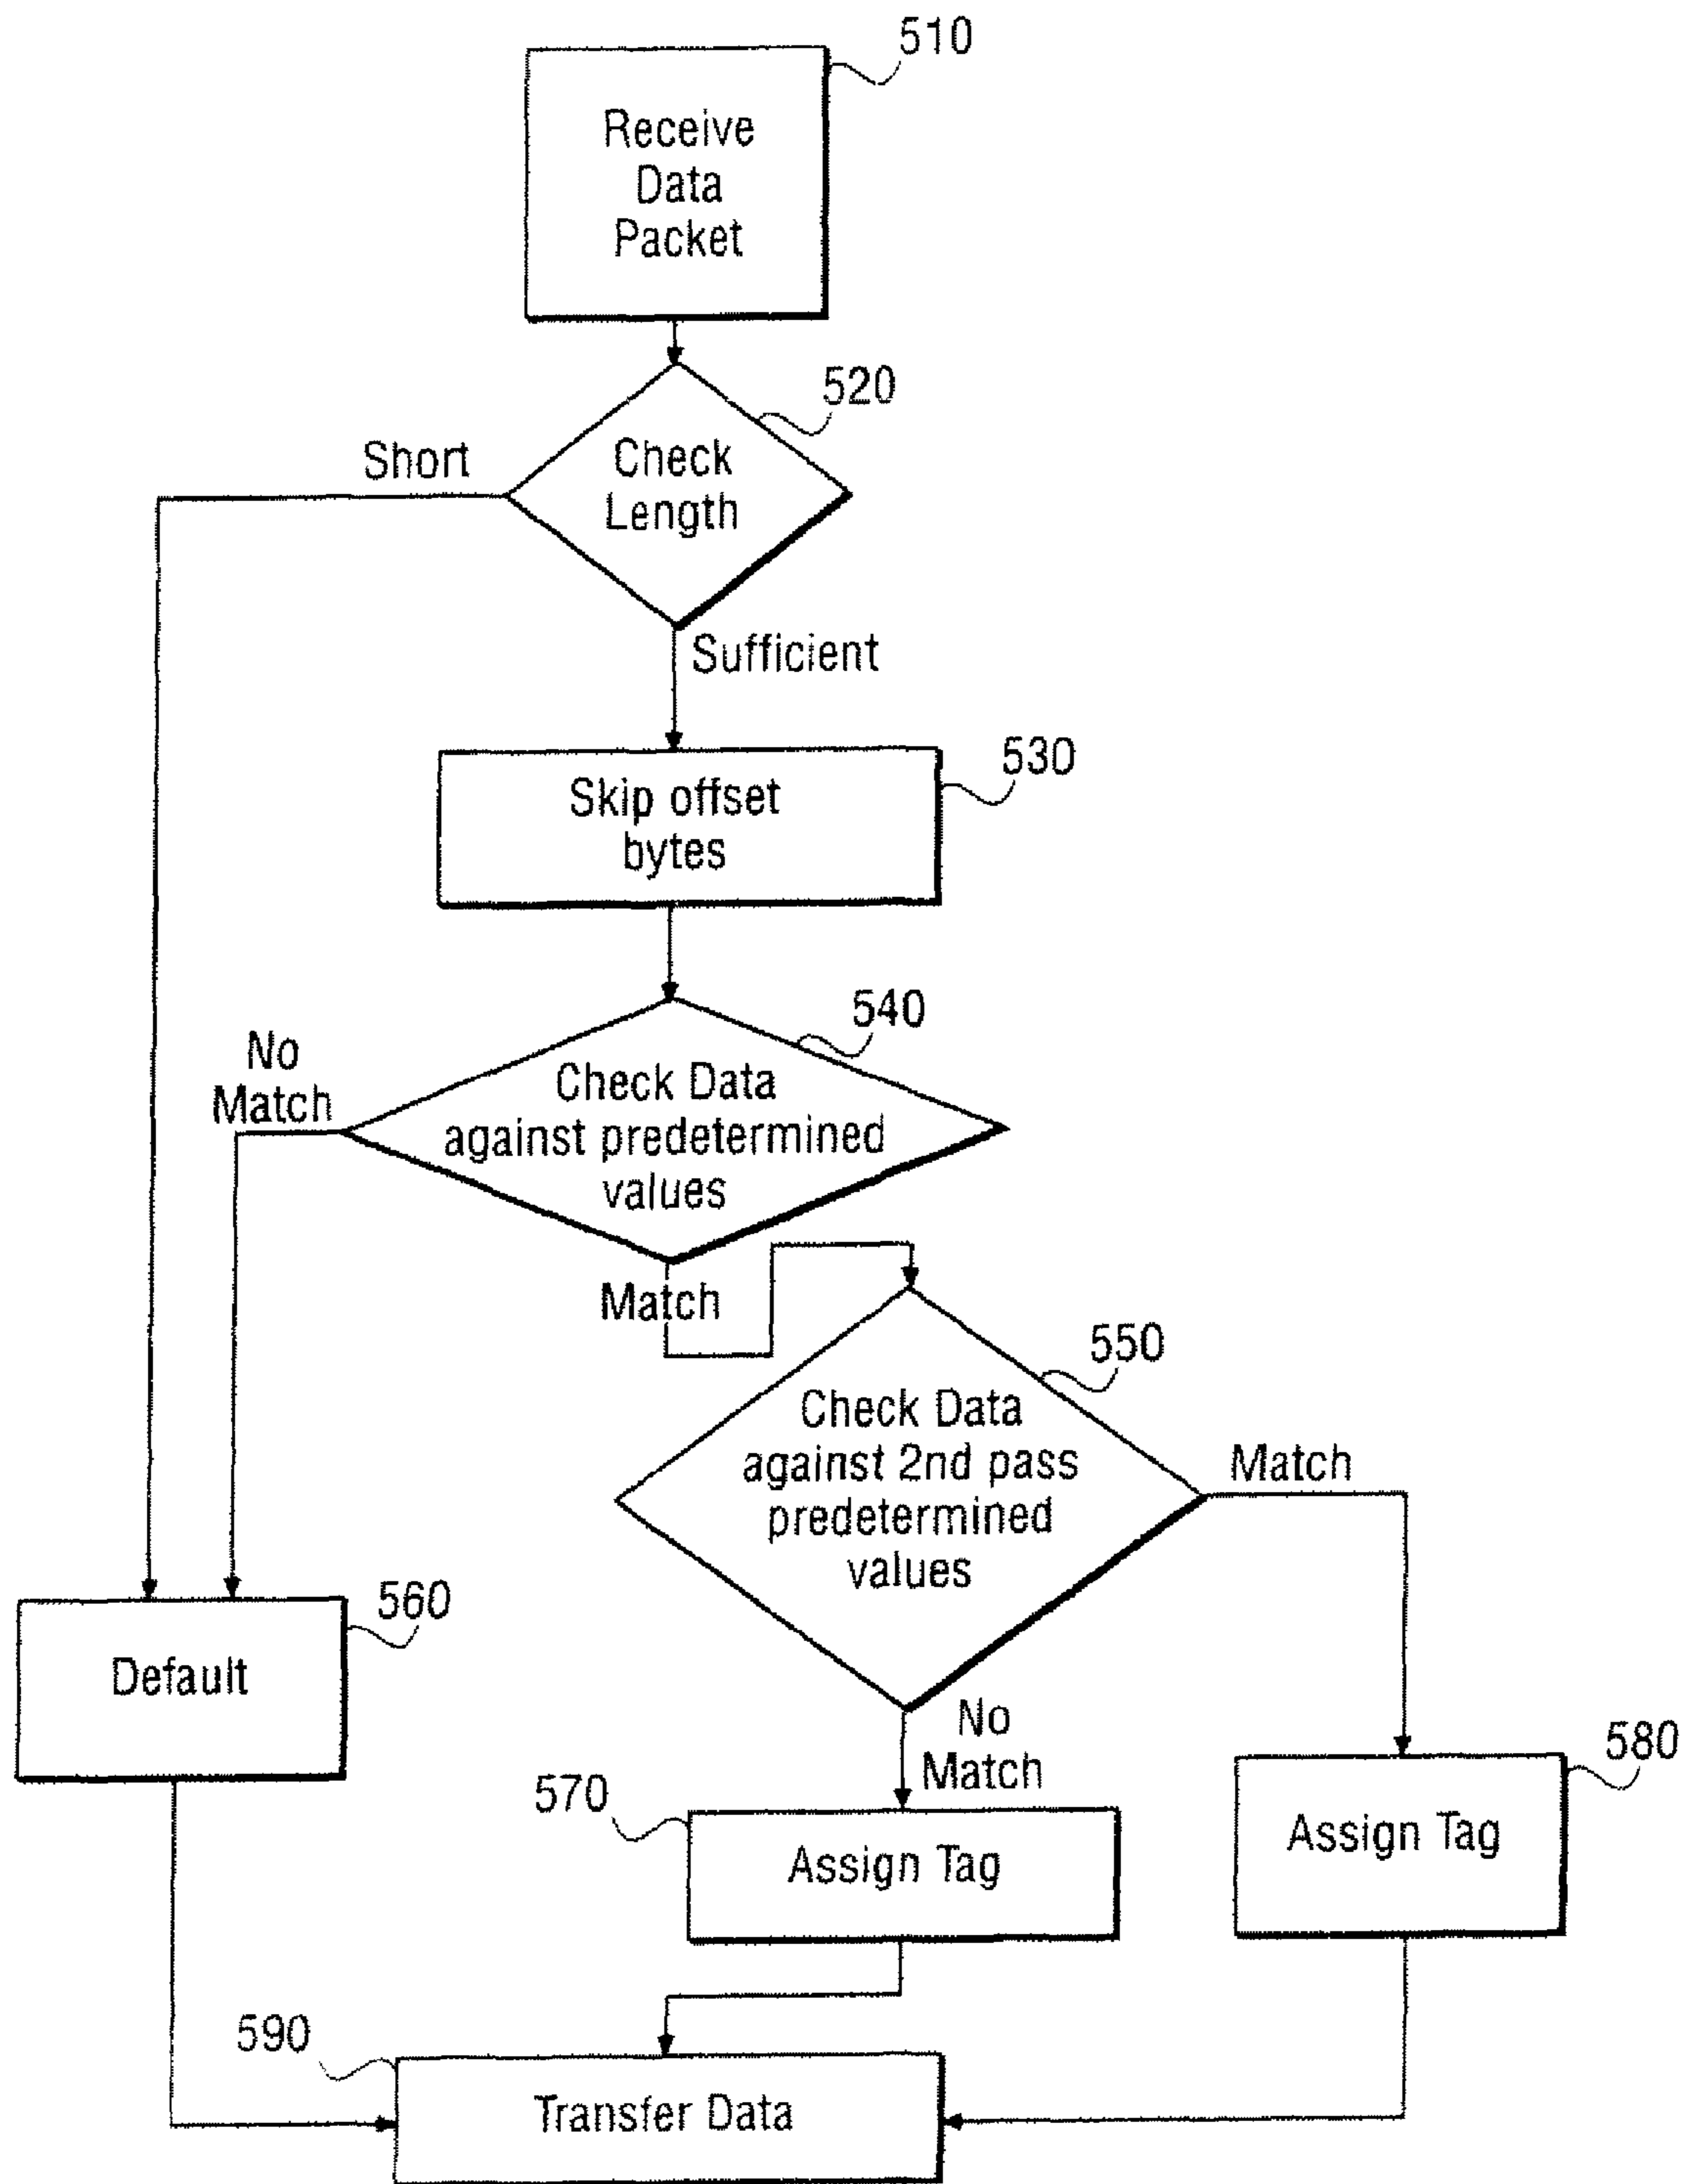 510
Receive
Data
Packet
520
Short
Check
Length
Sufficient
530
Skip offset
bytes
540
No
Match
Check Data
against predetermined
values
Match
550
Check Data
against 2nd pass
predetermined
values
Match
560
Default
No
Match
570
Assign Tag
580
Assign Tag
590
Transfer Data